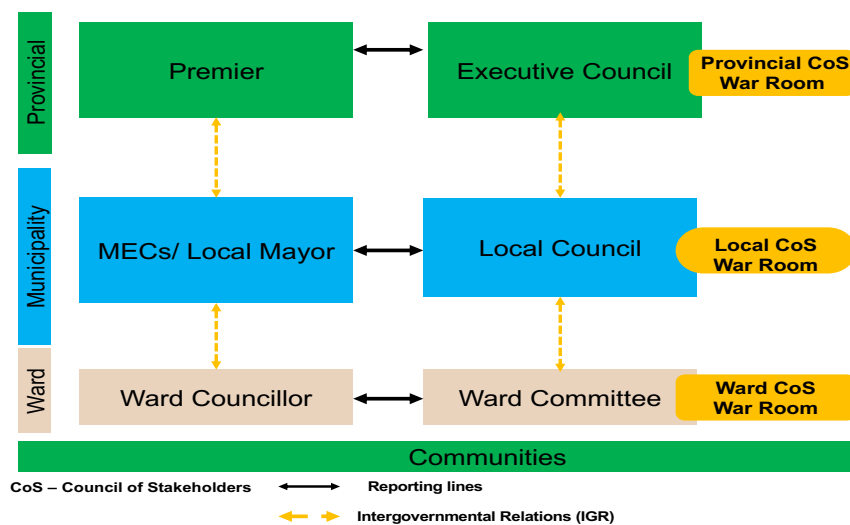 Provincial
Premier
Executive Council
Provincial CoS
War Room
Municipality
MECs/ Local Mayor
Local Council
Local CoS
War Room
Ward
Ward Councillor
Ward Committee
Ward CoS
War Room
Communities
CoS – Council of Stakeholders
Reporting lines
Intergovernmental Relations (IGR)